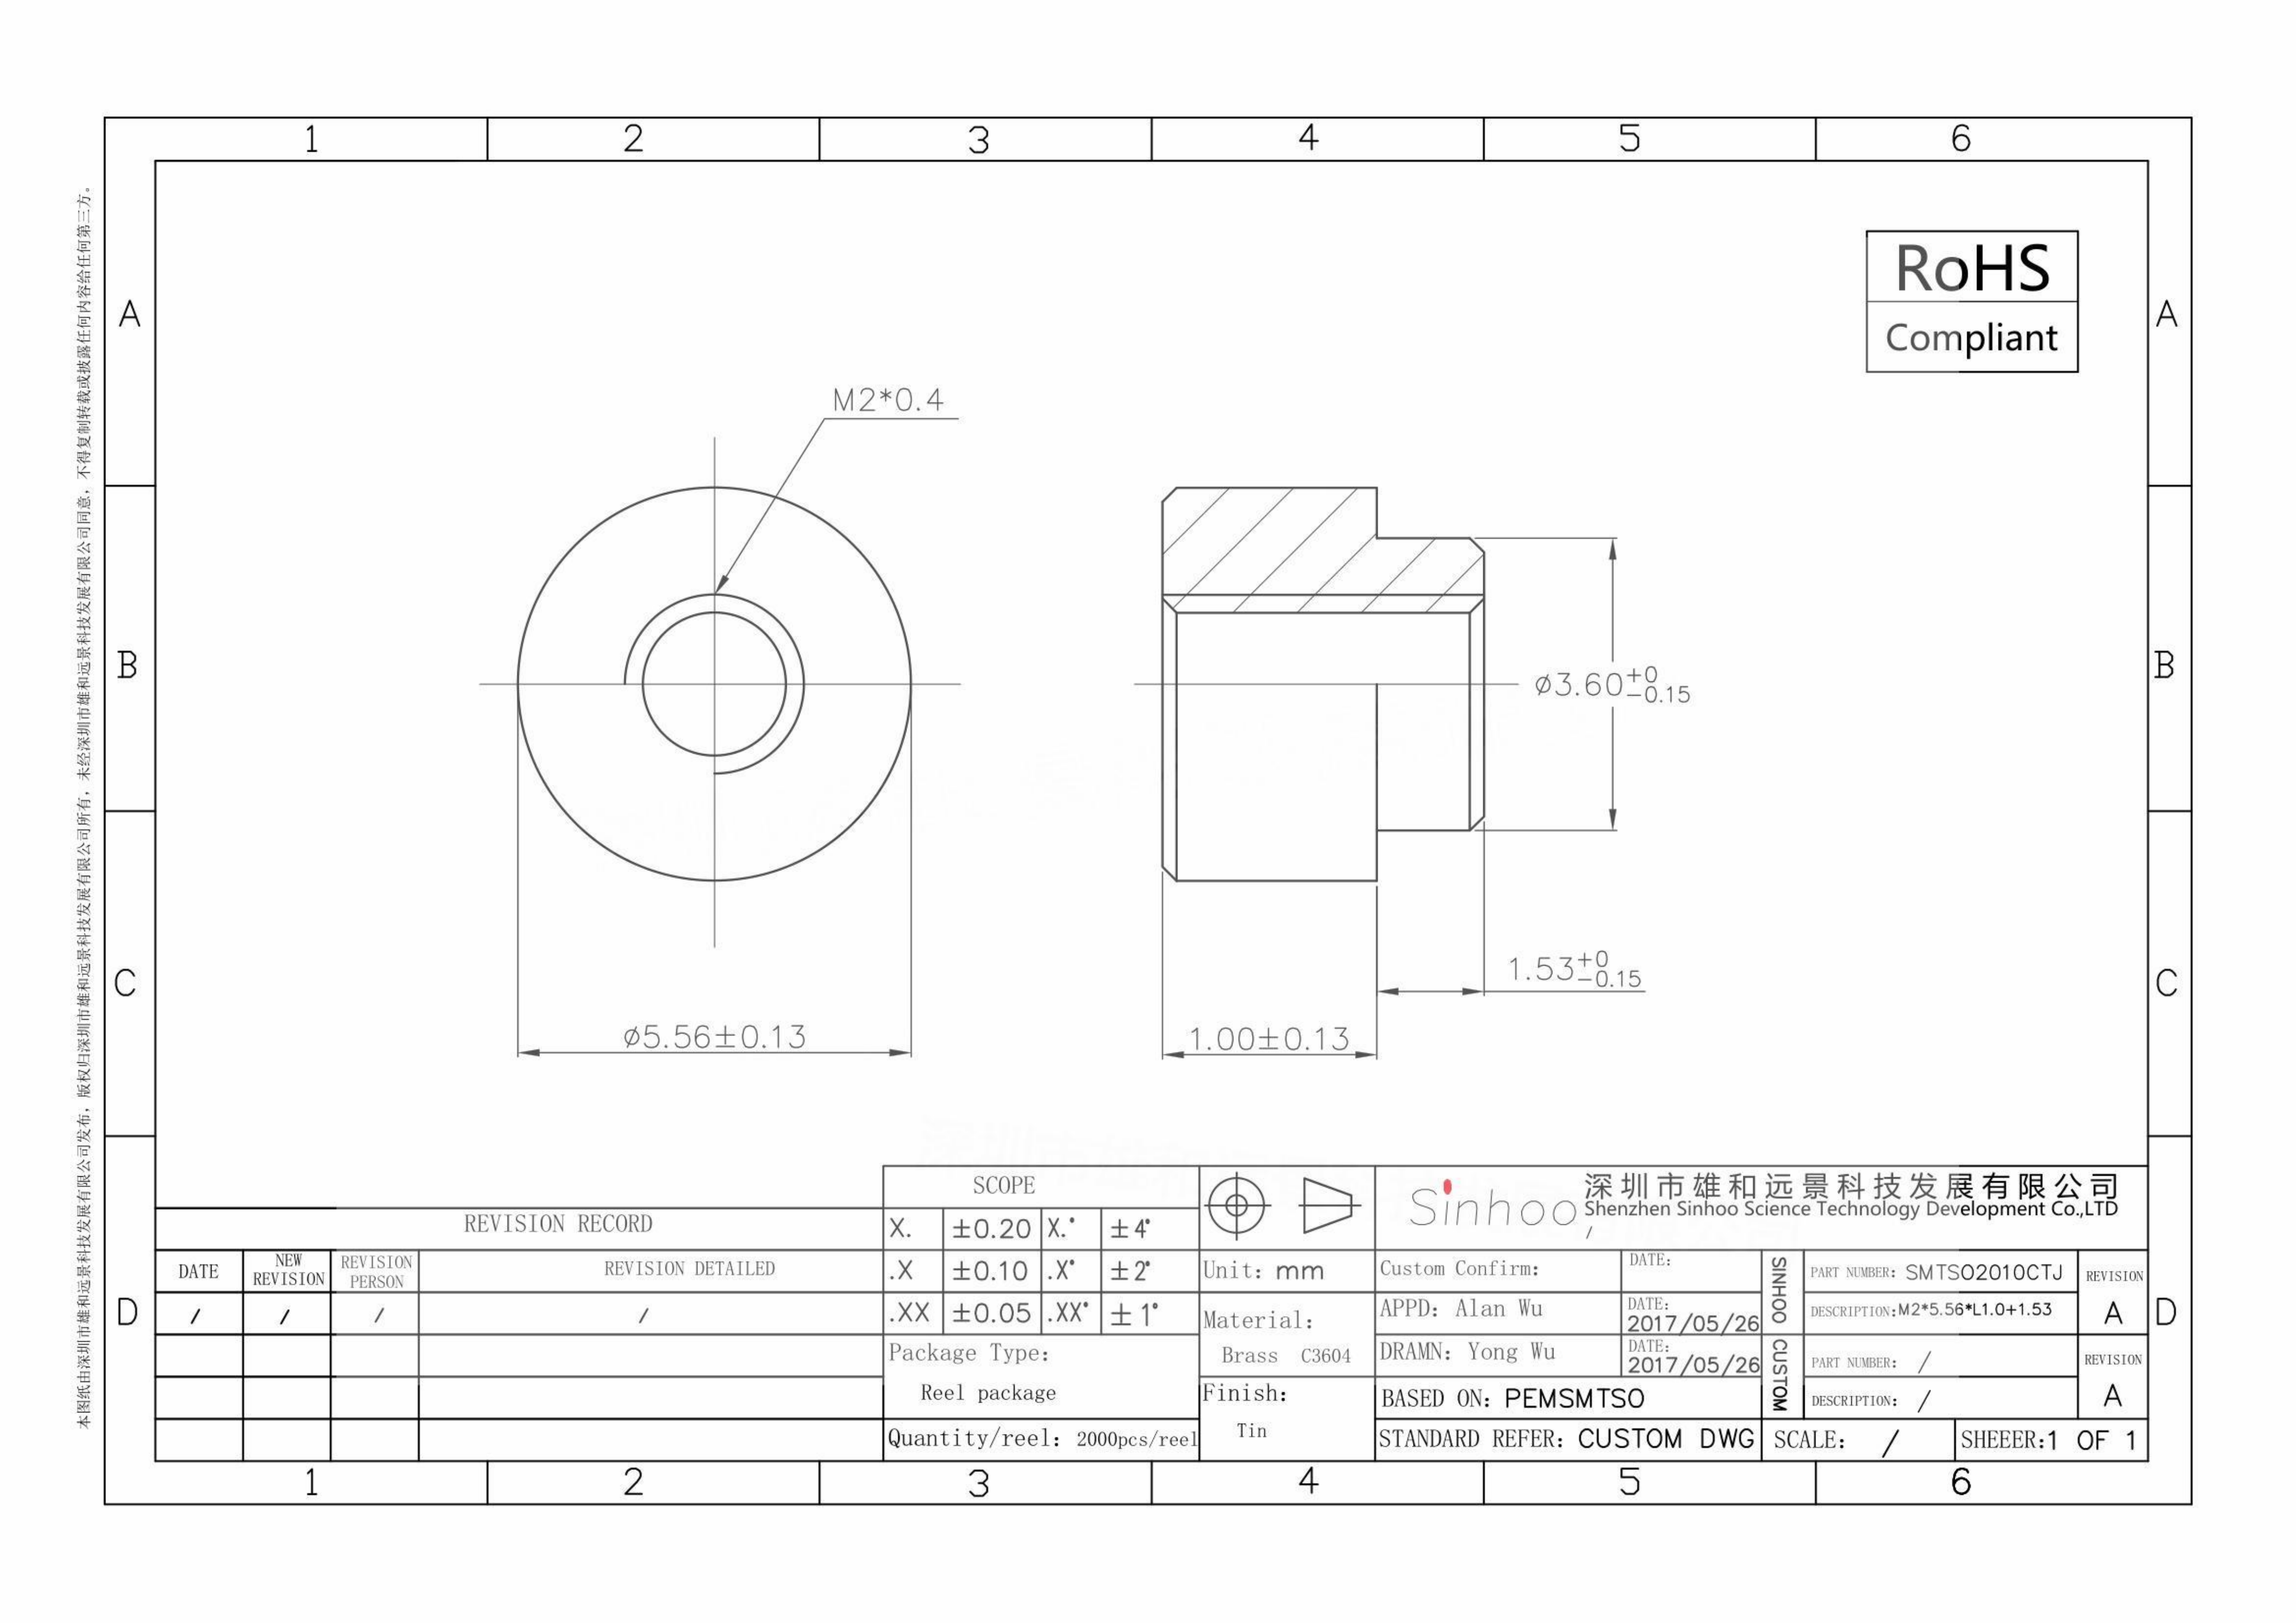 1 2 3 4 5 6
本图纸由深圳市雄和远景科技发展有限公司发布，版权归深圳市雄和远景科技发展有限公司所有，未经深圳市雄和远景科技发展有限公司同意，不得复制转载或披露任何内容给任何第三方。
A A
B B
C C
D D
RoHS
Compliant
M2*0.4
⌀3.60+0 -0.15
1.53+0 -0.15
⌀5.56±0.13
1.00±0.13
REVISION RECORD
DATE NEW REVISION REVISION PERSON REVISION DETAILED
/ / / /
SCOPE
X. ±0.20 X.° ±4°
.X ±0.10 .X° ±2°
.XX ±0.05 .XX° ±1°
Package Type:
Reel package
Quantity/reel: 2000pcs/reel
Unit: mm
Material:
Brass C3604
Finish:
Tin
Sinhoo
深圳市雄和远景科技发展有限公司
Shenzhen Sinhoo Science Technology Development Co.,LTD
/
Custom Confirm: DATE:
APPD: Alan Wu DATE: 2017/05/26
DRAMN: Yong Wu DATE: 2017/05/26
BASED ON: PEMSMTSO
STANDARD REFER: CUSTOM DWG
SINHOO
CUSTOM
PART NUMBER: SMTSO2010CTJ
DESCRIPTION:M2*5.56*L1.0+1.53
REVISION
A
PART NUMBER: /
DESCRIPTION: /
REVISION
A
SCALE: /
SHEEER:1 OF 1
1 2 3 4 5 6